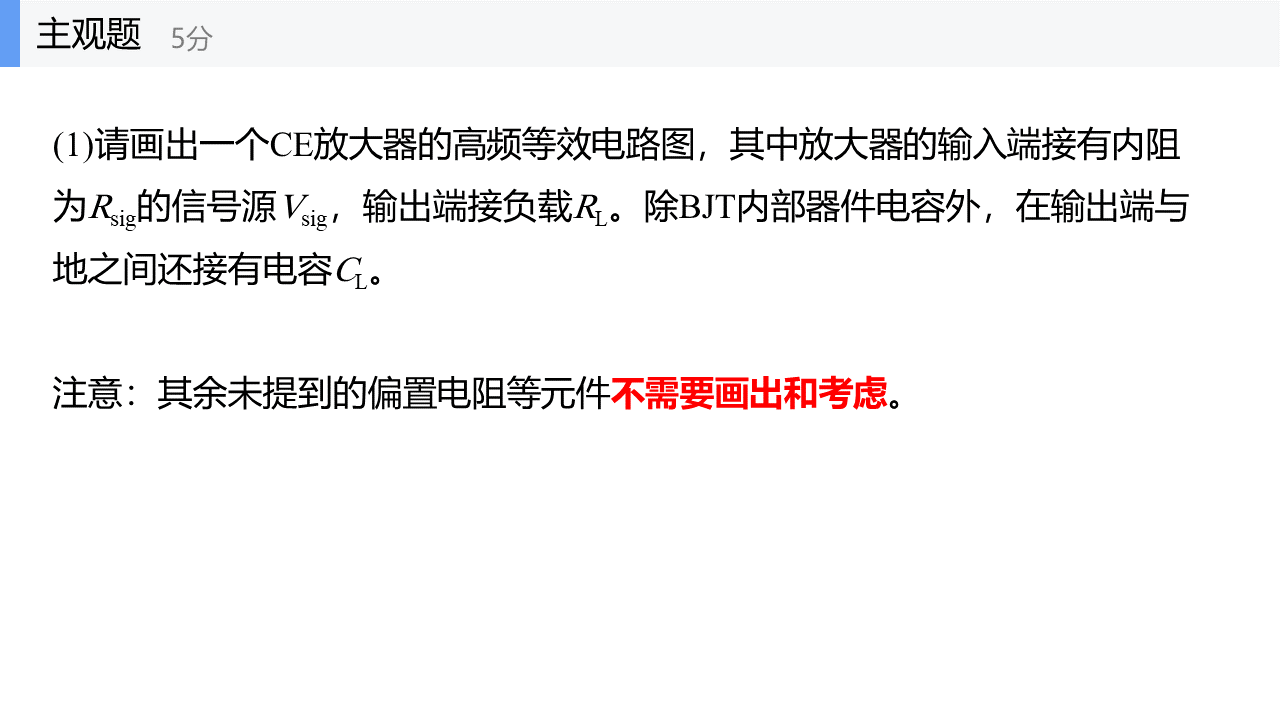 主观题 5分
(1)请画出一个CE放大器的高频等效电路图，其中放大器的输入端接有内阻
为Rsig的信号源Vsig，输出端接负载RL。除BJT内部器件电容外，在输出端与
地之间还接有电容CL。
注意：其余未提到的偏置电阻等元件不需要画出和考虑。